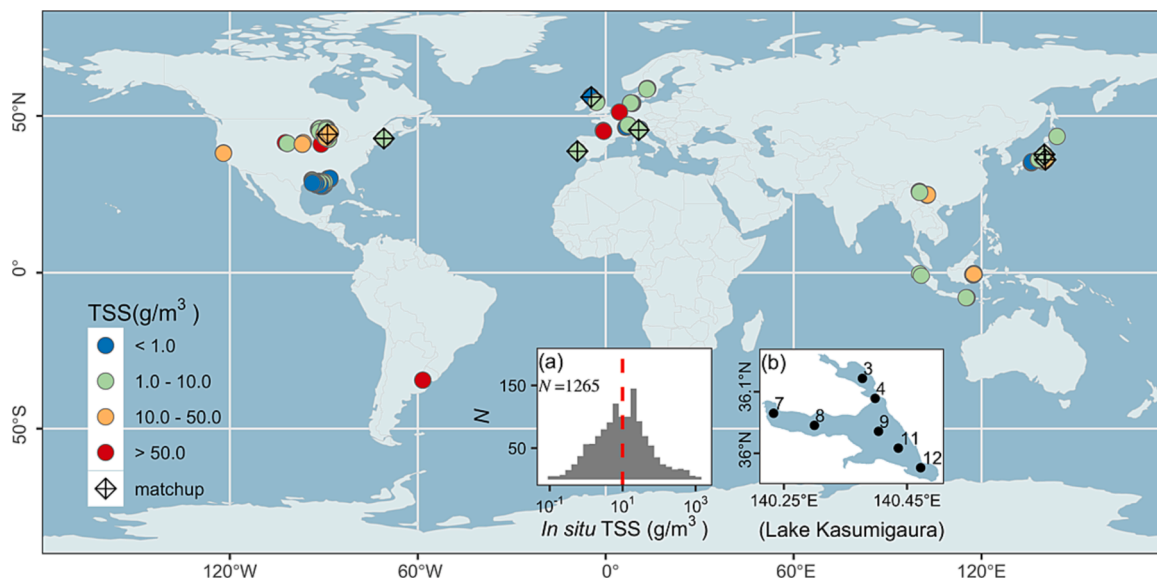 50°N
0°
50°S
TSS(g/m³ )
< 1.0
1.0 - 10.0
10.0 - 50.0
> 50.0
matchup
120°W
60°W
0°
60°E
120°E
(a)
N =1265
150
50
N
10⁻¹
10¹
10³
In situ TSS (g/m³ )
(b)
3
4
7
8
9
11
12
36.1°N
36°N
140.25°E
140.45°E
(Lake Kasumigaura)